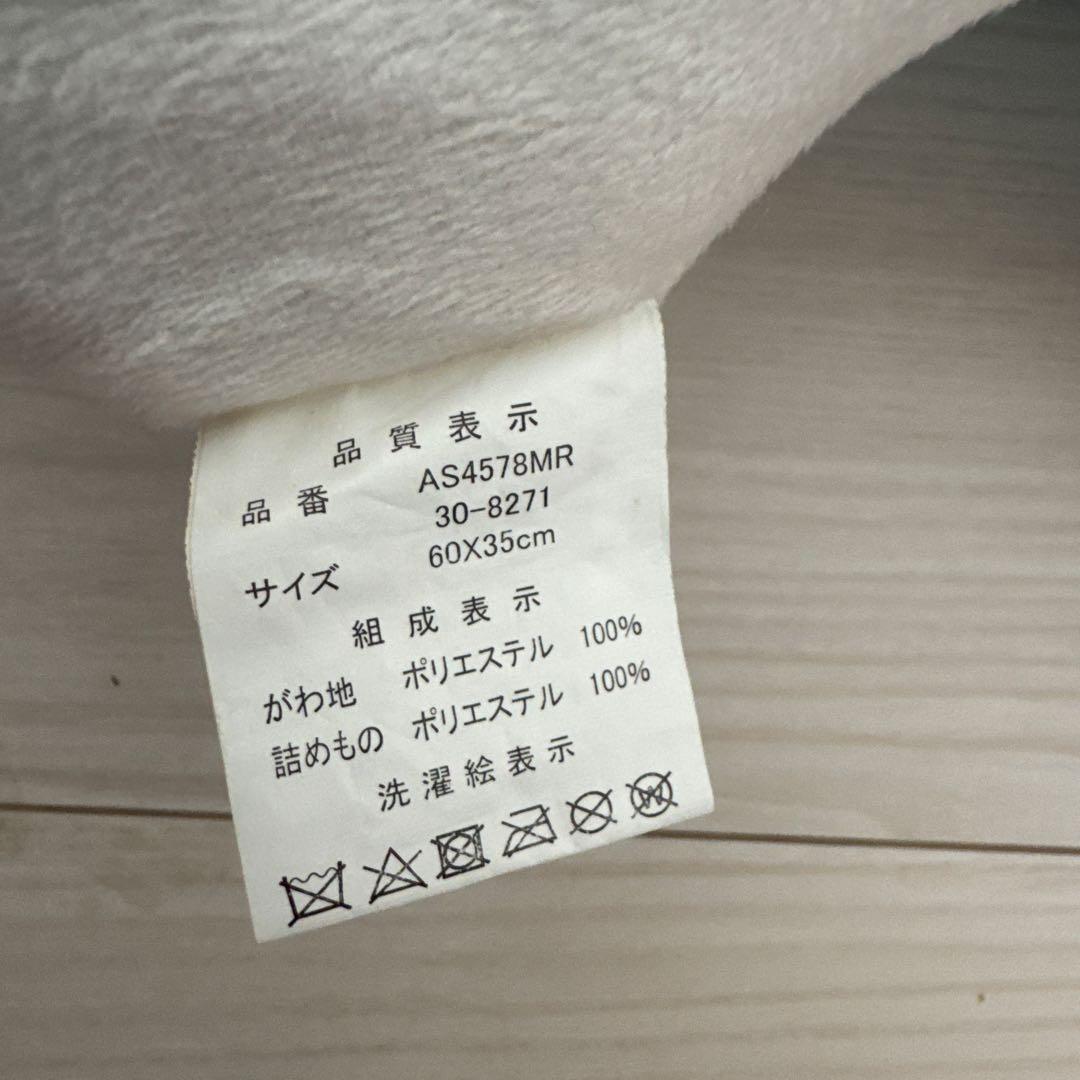 品質表示
品番 AS4578MR
30-8271
サイズ 60X35cm
組成表示
がわ地 ポリエステル 100%
詰めもの ポリエステル 100%
洗濯絵表示
W